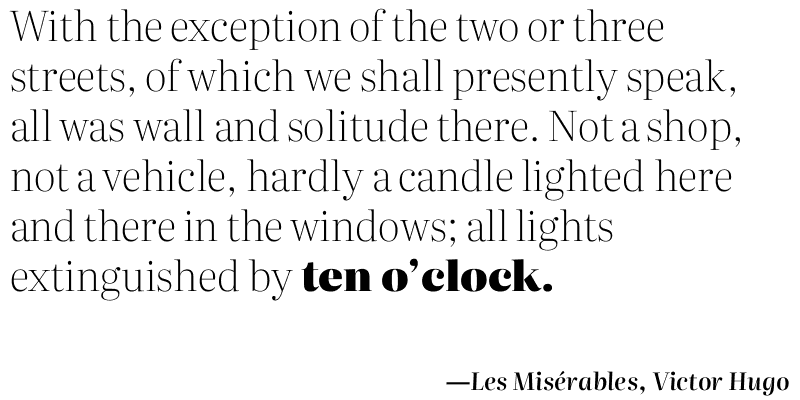 With the exception of the two or three
streets, of which we shall presently speak,
all was wall and solitude there. Not a shop,
not a vehicle, hardly a candle lighted here
and there in the windows; all lights
extinguished by ten o’clock.
—Les Misérables, Victor Hugo